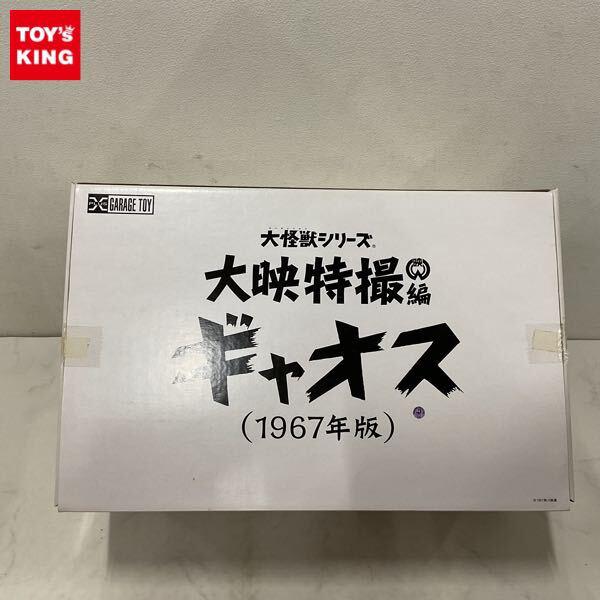 TOY's
KING
GARAGE TOY
大怪獣シリーズ
大映特撮編
ギャオス
(1967年版)